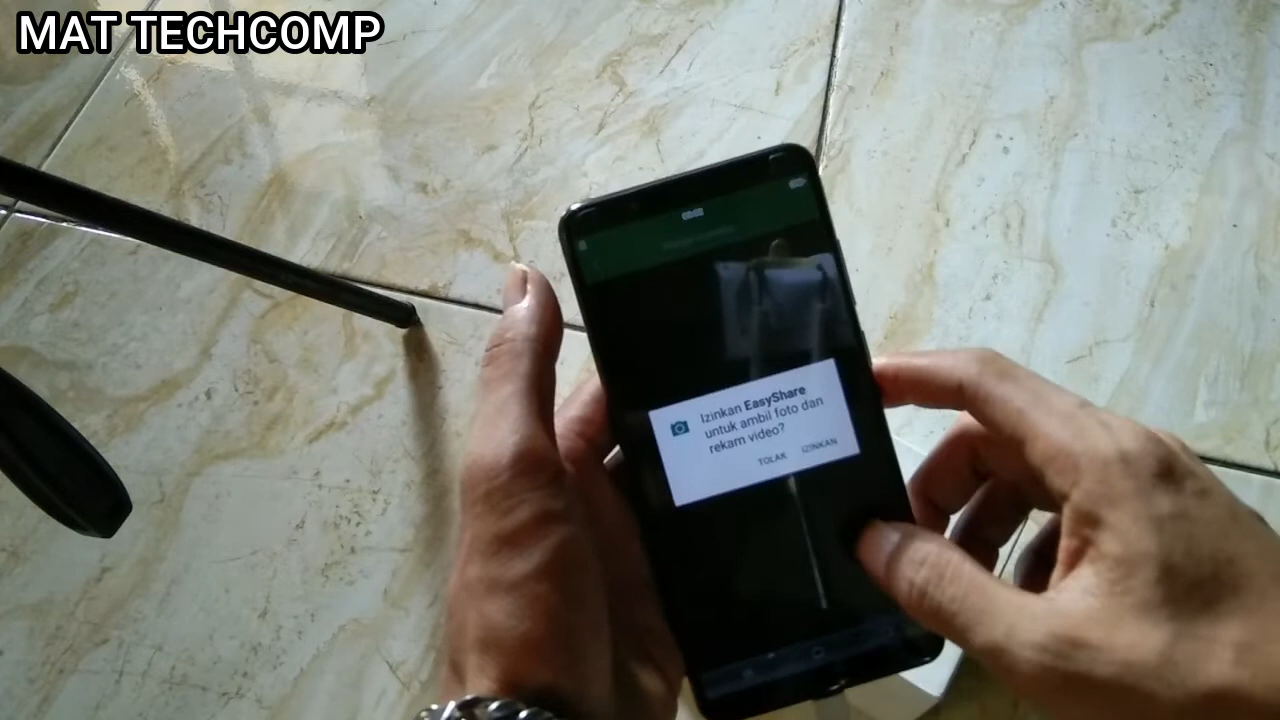 MAT TECHCOMP
Izinkan EasyShare
untuk ambil foto dan
rekam video?
TOLAK IZINKAN